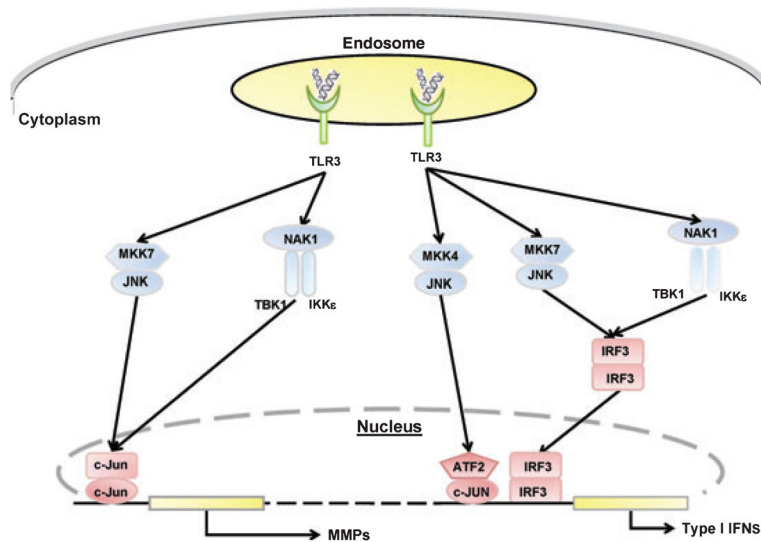 Endosome
Cytoplasm
TLR3
TLR3
MKK7
JNK
NAK1
TBK1
IKKε
MKK4
JNK
MKK7
JNK
NAK1
TBK1
IKKε
IRF3
IRF3
Nucleus
c-Jun
c-Jun
ATF2
c-JUN
IRF3
IRF3
MMPs
Type I IFNs